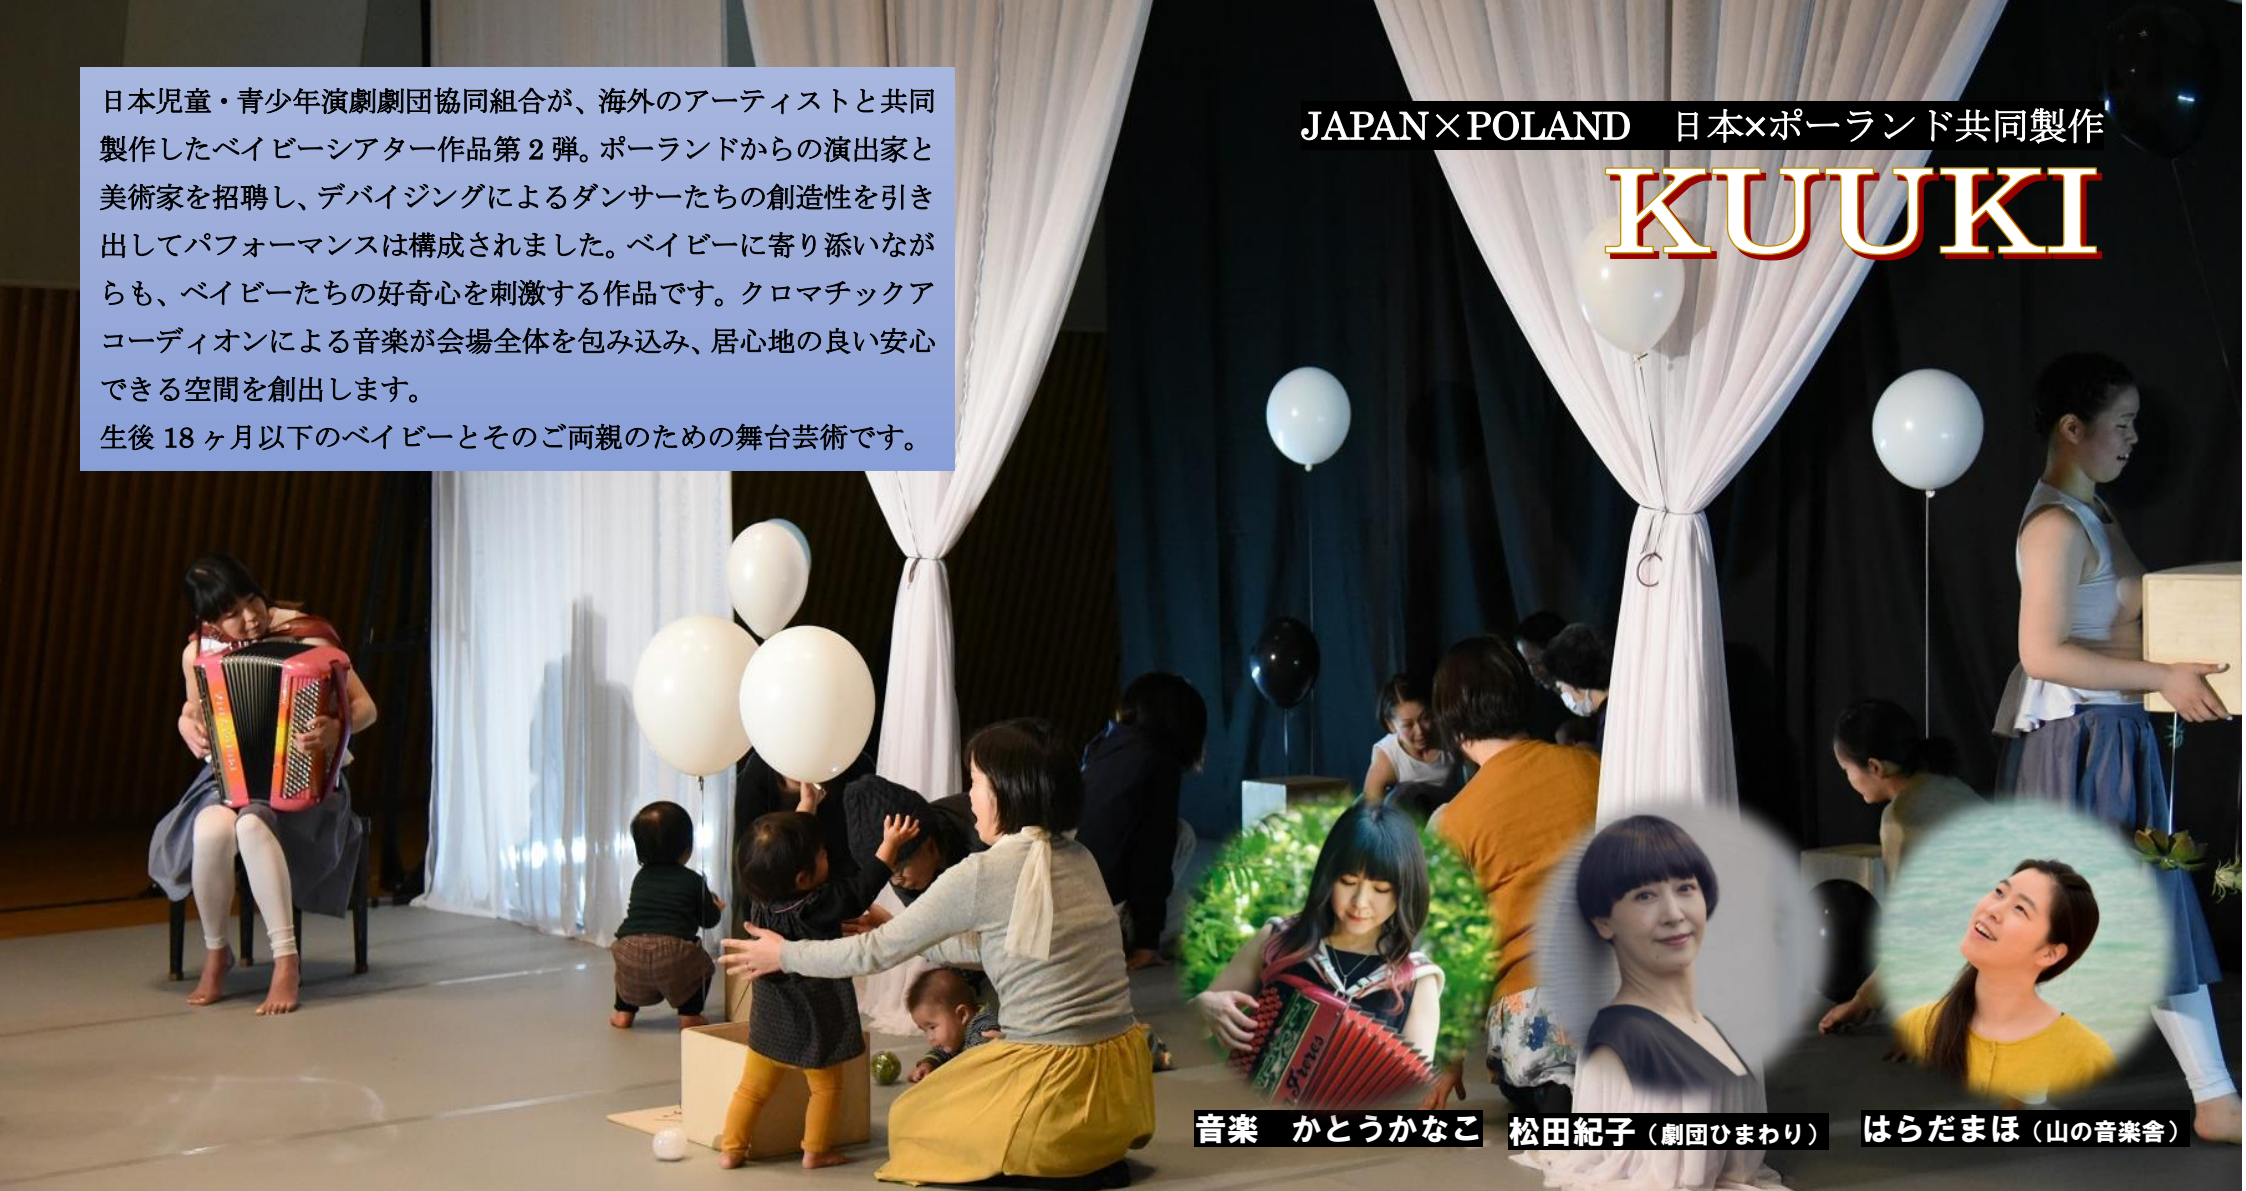 日本児童・青少年演劇劇団協同組合が、海外のアーティストと共同
製作したベイビーシアター作品第2弾。ポーランドからの演出家と
美術家を招聘し、デバイジングによるダンサーたちの創造性を引き
出してパフォーマンスは構成されました。ベイビーに寄り添いなが
らも、ベイビーたちの好奇心を刺激する作品です。クロマチックア
コーディオンによる音楽が会場全体を包み込み、居心地の良い安心
できる空間を創出します。
生後18ヶ月以下のベイビーとそのご両親のための舞台芸術です。
JAPAN×POLAND　日本×ポーランド共同製作
KUUKI
音楽　かとうかなこ
松田紀子（劇団ひまわり）
はらだまほ（山の音楽舎）